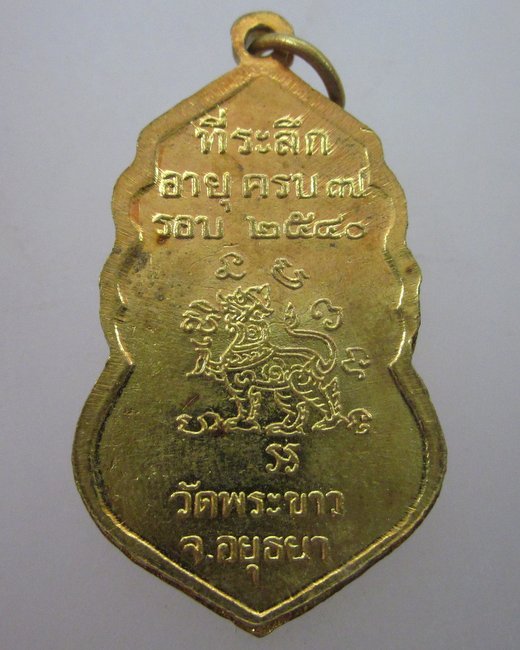 ที่ระลึก
อายุ ครบ ๗
รอบ ๒๕๔๐
วัดพระขาว
จ.อยุธยา